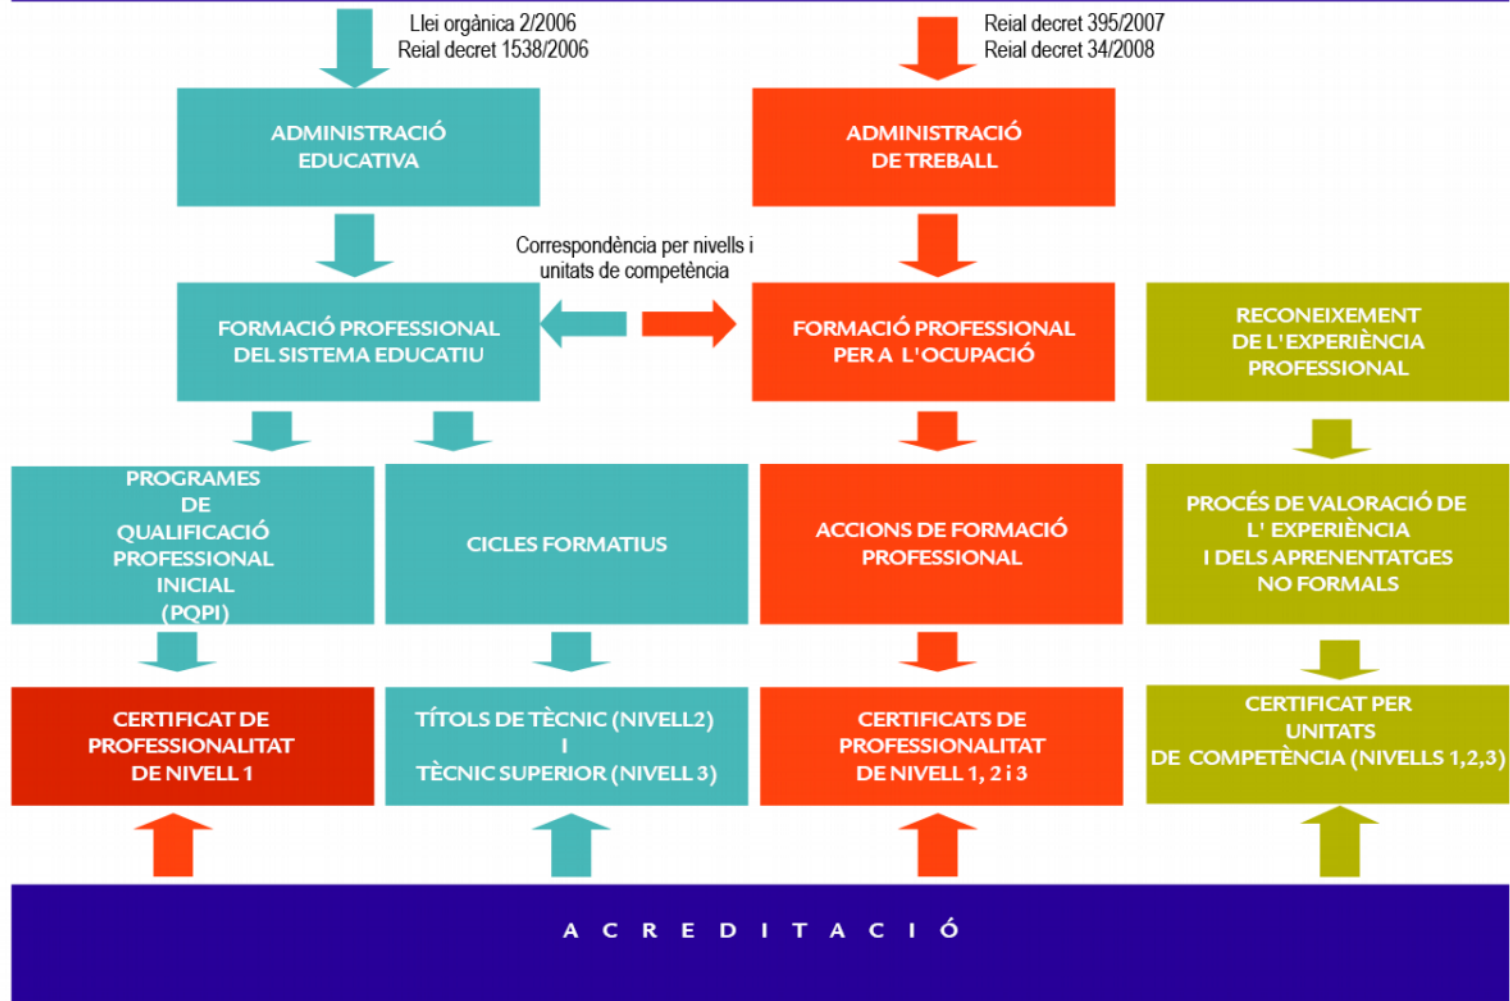 Llei orgànica 2/2006
Reial decret 1538/2006
Reial decret 395/2007
Reial decret 34/2008
ADMINISTRACIÓ
EDUCATIVA
ADMINISTRACIÓ
DE TREBALL
Correspondència per nivells i
unitats de competència
FORMACIÓ PROFESSIONAL
DEL SISTEMA EDUCATIU
FORMACIÓ PROFESSIONAL
PER A L'OCUPACIÓ
RECONEIXEMENT
DE L'EXPERIÈNCIA
PROFESSIONAL
PROGRAMES
DE
QUALIFICACIÓ
PROFESSIONAL
INICIAL
(PQPI)
CICLES FORMATIUS
ACCIONS DE FORMACIÓ
PROFESSIONAL
PROCÉS DE VALORACIÓ DE
L' EXPERIÈNCIA
I DELS APRENENTATGES
NO FORMALS
CERTIFICAT DE
PROFESSIONALITAT
DE NIVELL 1
TÍTOLS DE TÈCNIC (NIVELL2)
I
TÈCNIC SUPERIOR (NIVELL 3)
CERTIFICATS DE
PROFESSIONALITAT
DE NIVELL 1, 2 i 3
CERTIFICAT PER
UNITATS
DE COMPETÈNCIA (NIVELLS 1,2,3)
A C R E D I T A C I Ó